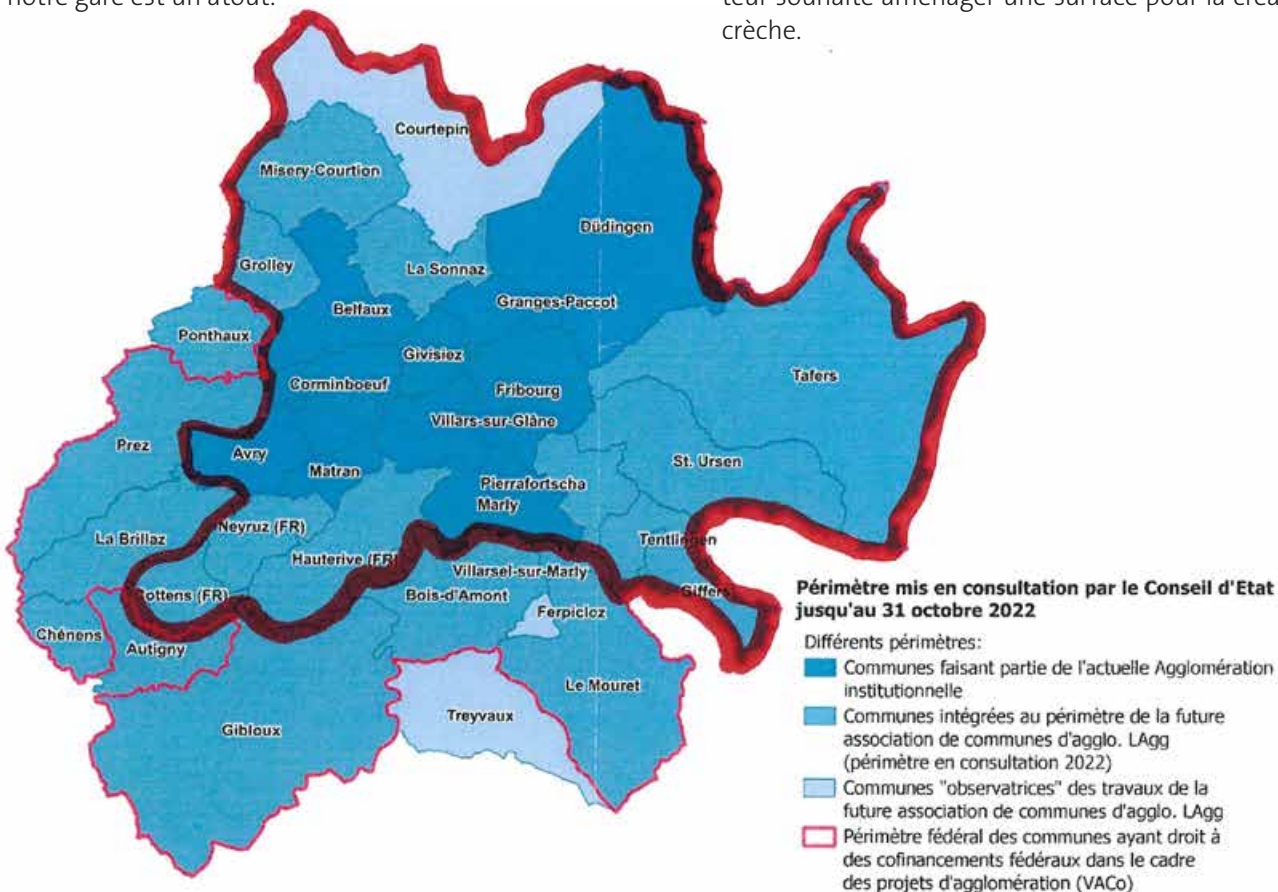 notre gare est un atout.
teur souhaite aménager une surface pour la créa
crèche.
Courtepin
Misery-Courtion
Düdingen
Grolley
La Sonnaz
Granges-Paccot
Belfaux
Ponthaux
Givisiez
Tafers
Corminboeuf
Fribourg
Villars-sur-Glâne
Prez
Avry
St. Ursen
Matran
Pierrafortscha
Marly
Neyruz (FR)
La Brillaz
Tentlingen
Hauterive (FR)
Villarsel-sur-Marly
Giffers
Cottens (FR)
Bois-d'Amont
Ferpicloz
Chénens
Autigny
Le Mouret
Treyvaux
Gibloux
Périmètre mis en consultation par le Conseil d'Etat
jusqu'au 31 octobre 2022
Différents périmètres:
Communes faisant partie de l'actuelle Agglomération
institutionnelle
Communes intégrées au périmètre de la future
association de communes d'agglo. LAgg
(périmètre en consultation 2022)
Communes "observatrices" des travaux de la
future association de communes d'agglo. LAgg
Périmètre fédéral des communes ayant droit à
des cofinancements fédéraux dans le cadre
des projets d'agglomération (VACo)